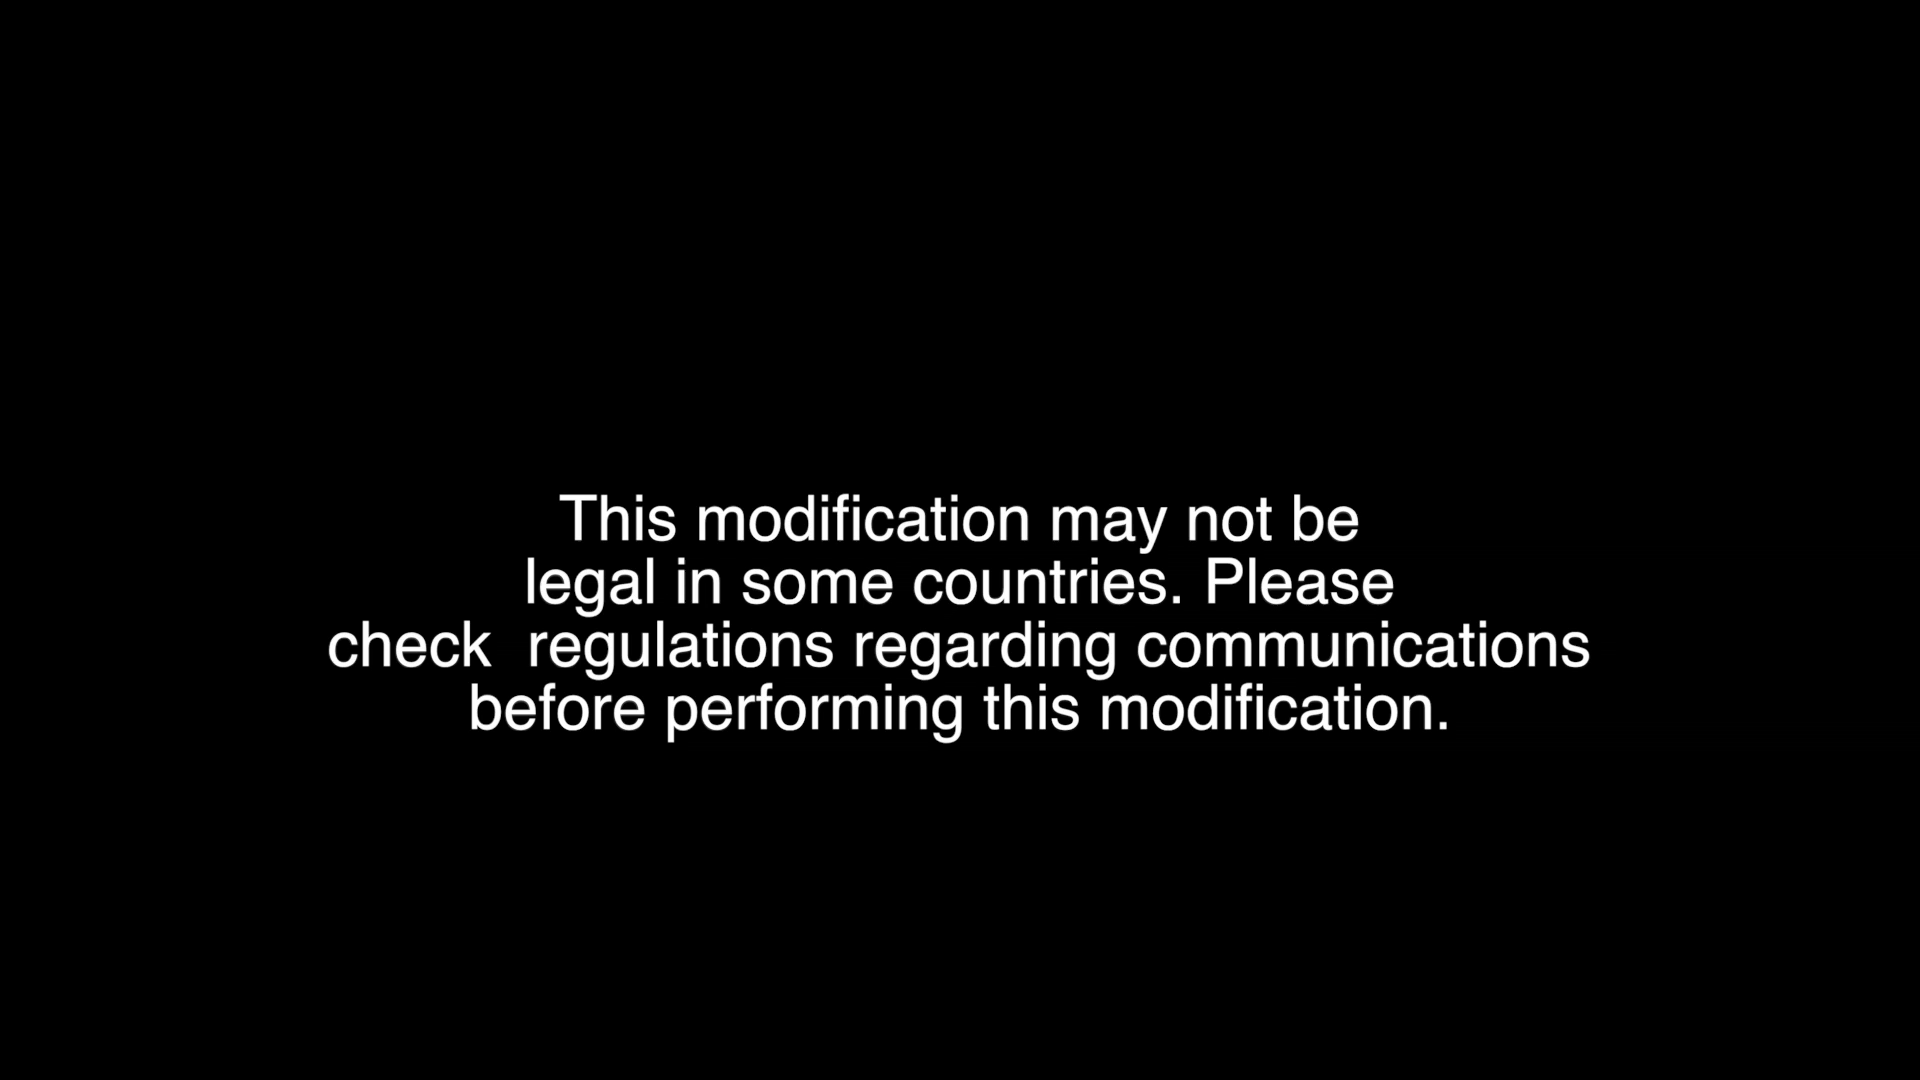 This modification may not be
legal in some countries. Please
check  regulations regarding communications
before performing this modification.